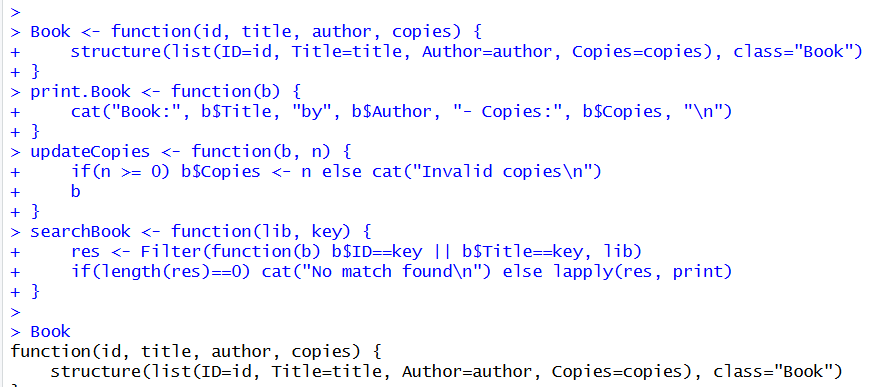 >
> Book <- function(id, title, author, copies) {
+     structure(list(ID=id, Title=title, Author=author, Copies=copies), class="Book")
+ }
> print.Book <- function(b) {
+     cat("Book:", b$Title, "by", b$Author, "- Copies:", b$Copies, "\n")
+ }
> updateCopies <- function(b, n) {
+     if(n >= 0) b$Copies <- n else cat("Invalid copies\n")
+     b
+ }
> searchBook <- function(lib, key) {
+     res <- Filter(function(b) b$ID==key || b$Title==key, lib)
+     if(length(res)==0) cat("No match found\n") else lapply(res, print)
+ }
>
> Book
function(id, title, author, copies) {
    structure(list(ID=id, Title=title, Author=author, Copies=copies), class="Book")